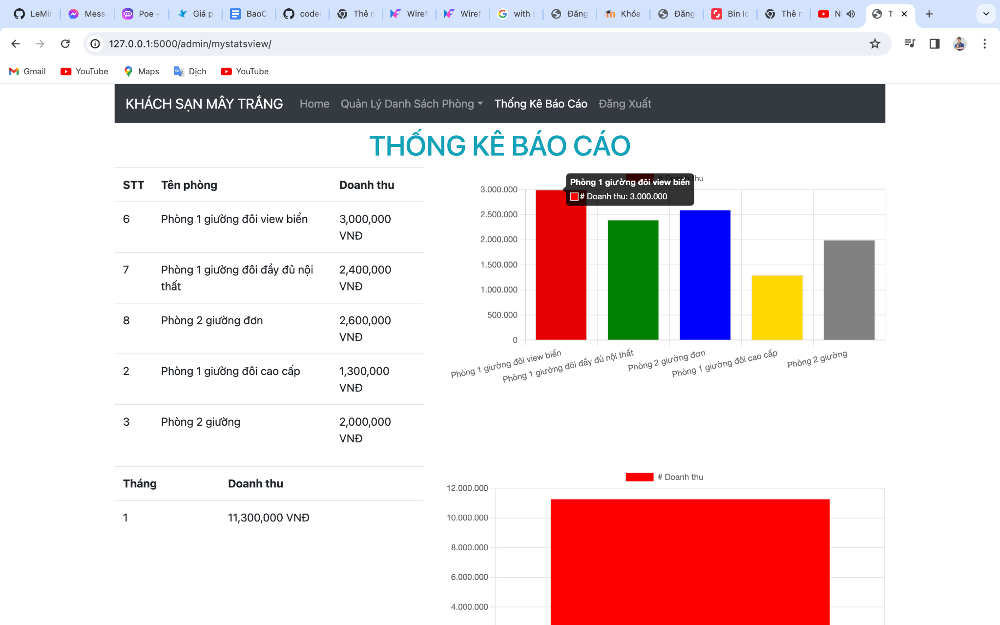 LeMir
Mess
Poe -
Giá p
BaoC
coder
Thẻ n
Wiref
Wiref
with s
Đăng
Khóa
Đăng
Bin Ic
Thẻ n
T
127.0.0.1:5000/admin/mystatsview/
Gmail
YouTube
Maps
Dịch
YouTube
KHÁCH SẠN MÂY TRẮNG
Home
Quản Lý Danh Sách Phòng
Thống Kê Báo Cáo
Đăng Xuất
THỐNG KÊ BÁO CÁO
STT Tên phòng Doanh thu
6 Phòng 1 giường đôi view biển 3,000,000
VNĐ
7 Phòng 1 giường đôi đầy đủ nội 2,400,000
thất VNĐ
8 Phòng 2 giường đơn 2,600,000
VNĐ
2 Phòng 1 giường đôi cao cấp 1,300,000
VNĐ
3 Phòng 2 giường 2,000,000
VNĐ
# Doanh thu
Phòng 1 giường đôi view biển
# Doanh thu: 3.000.000
3.000.000
2.500.000
2.000.000
1.500.000
1.000.000
500.000
0
Phòng 1 giường đôi view biển
Phòng 1 giường đôi đầy đủ nội thất
Phòng 2 giường đơn
Phòng 1 giường đôi cao cấp
Phòng 2 giường
Tháng Doanh thu
1 11,300,000 VNĐ
# Doanh thu
12.000.000
10.000.000
8.000.000
6.000.000
4.000.000